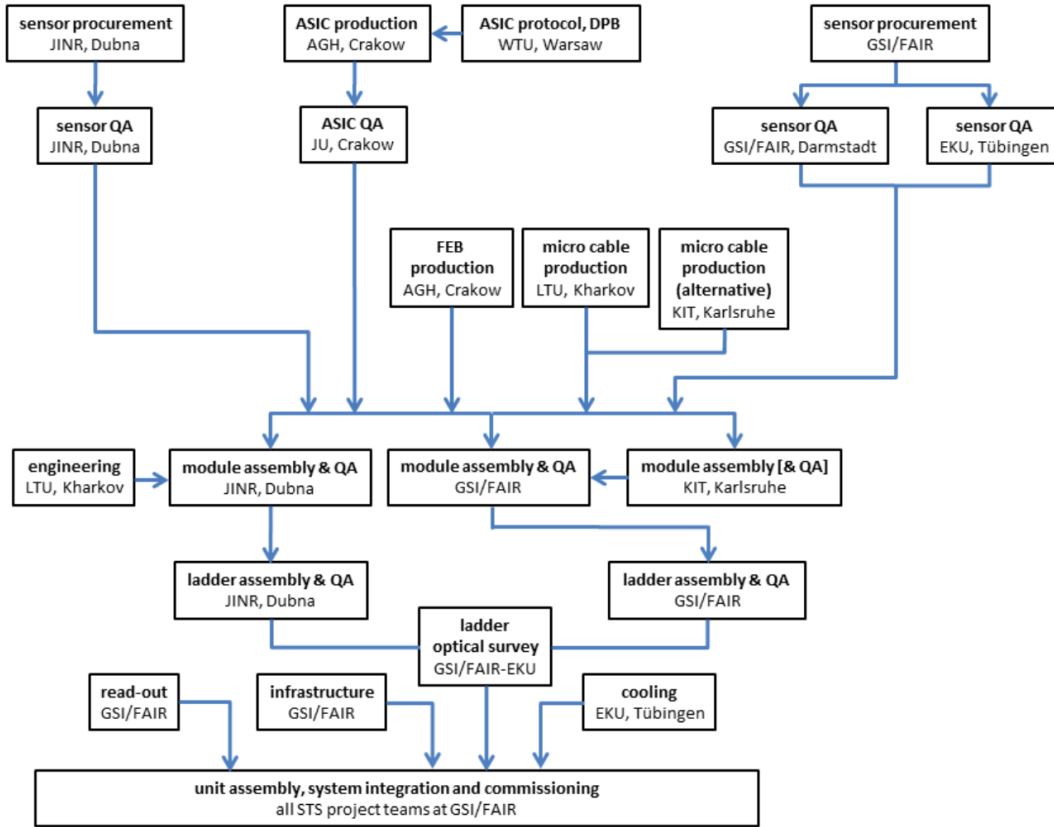 sensor procurement
JINR, Dubna
ASIC production
AGH, Crakow
ASIC protocol, DPB
WTU, Warsaw
sensor procurement
GSI/FAIR
sensor QA
JINR, Dubna
ASIC QA
JU, Crakow
sensor QA
GSI/FAIR, Darmstadt
sensor QA
EKU, Tübingen
FEB
production
AGH, Crakow
micro cable
production
LTU, Kharkov
micro cable
production
(alternative)
KIT, Karlsruhe
engineering
LTU, Kharkov
module assembly & QA
JINR, Dubna
module assembly & QA
GSI/FAIR
module assembly [& QA]
KIT, Karlsruhe
ladder assembly & QA
JINR, Dubna
ladder assembly & QA
GSI/FAIR
ladder
optical survey
GSI/FAIR-EKU
read-out
GSI/FAIR
infrastructure
GSI/FAIR
cooling
EKU, Tübingen
unit assembly, system integration and commissioning
all STS project teams at GSI/FAIR